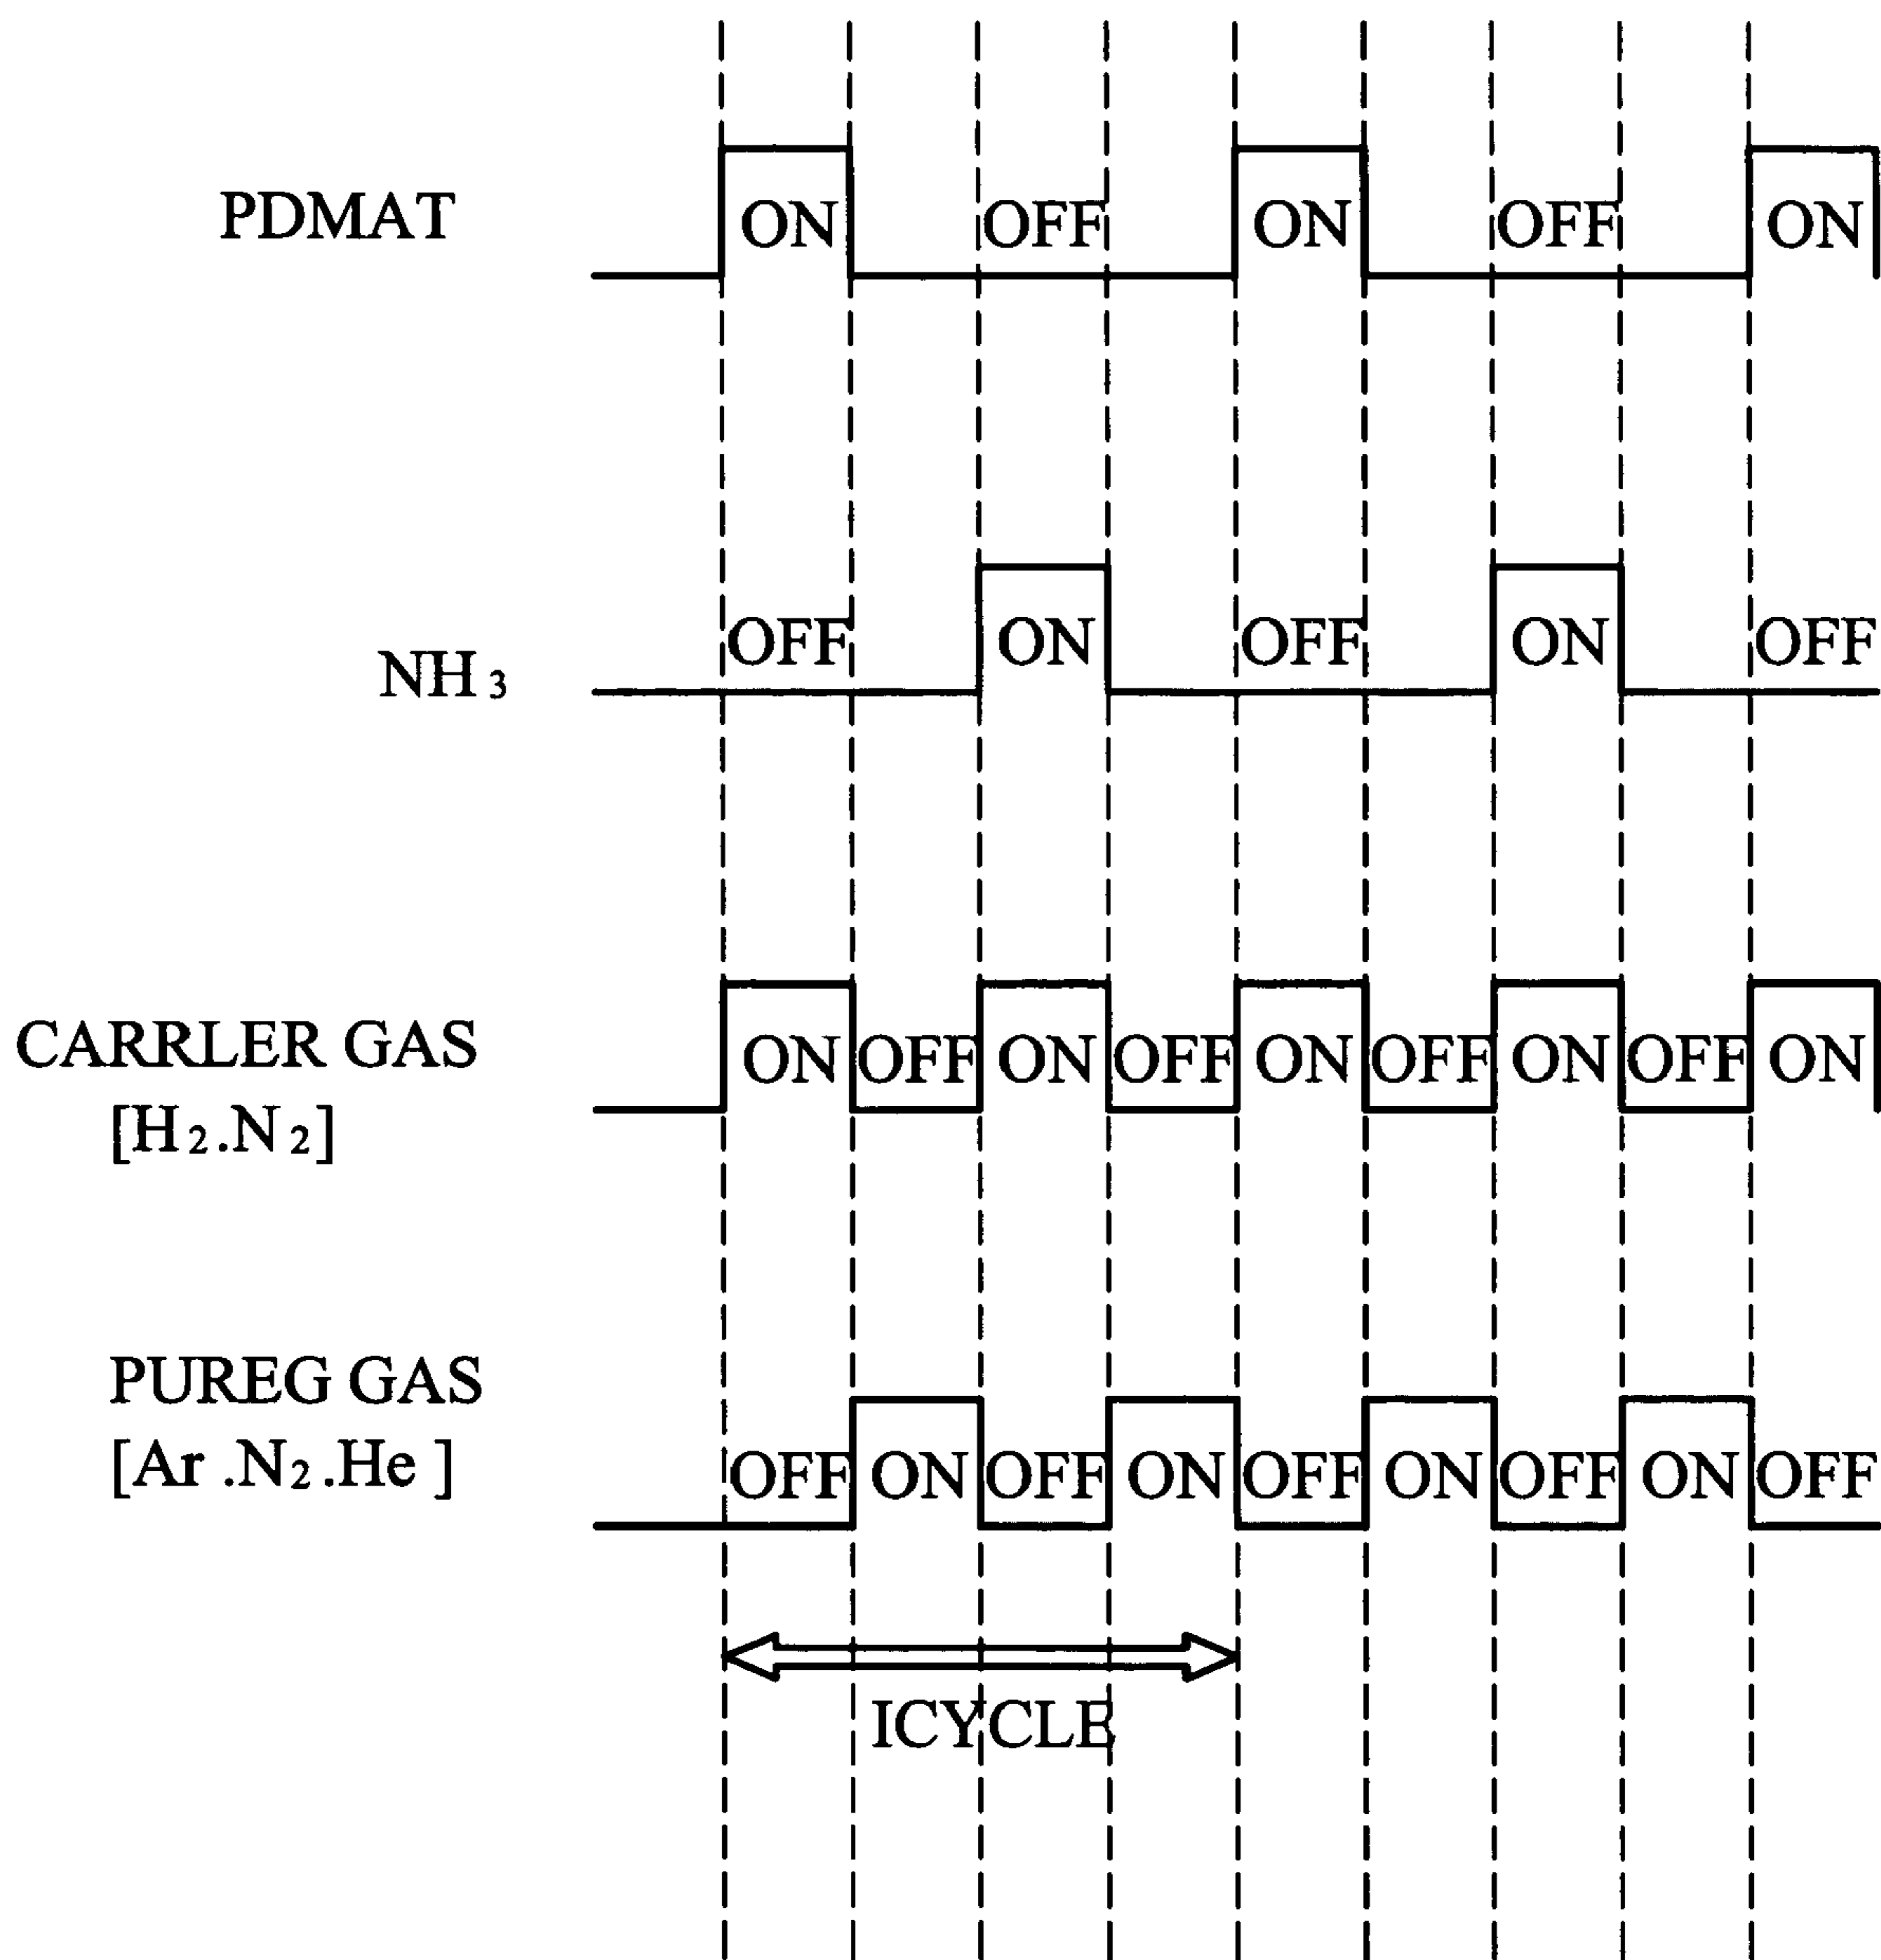 PDMAT
ON OFF ON OFF ON
NH₃
OFF ON OFF ON OFF
CARRLER GAS
[H₂.N₂]
ON OFF ON OFF ON OFF ON OFF ON
PUREG GAS
[Ar .N₂.He ]
OFF ON OFF ON OFF ON OFF ON OFF
ICYCLE